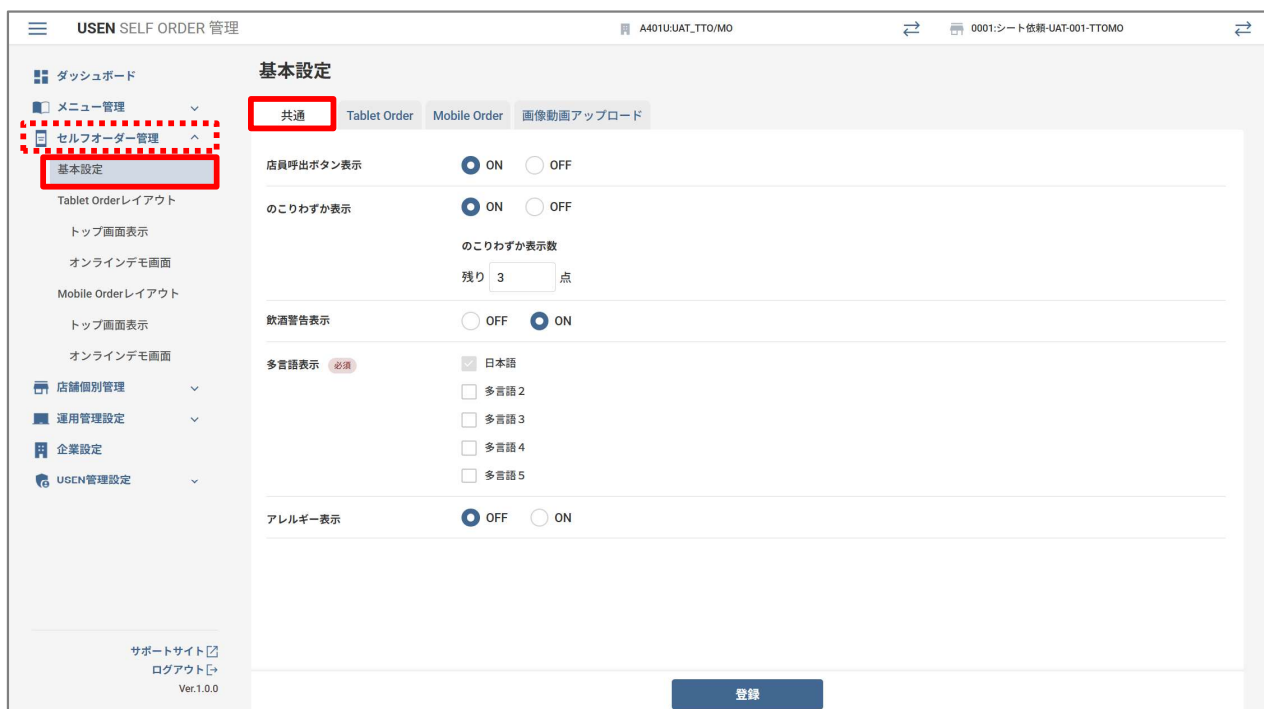 USEN SELF ORDER 管理
A401U:UAT_TTO/MO
0001:シート依頼-UAT-001-TTOMO
ダッシュボード
メニュー管理
セルフオーダー管理
基本設定
Tablet Orderレイアウト
トップ画面表示
オンラインデモ画面
Mobile Orderレイアウト
トップ画面表示
オンラインデモ画面
店舗個別管理
運用管理設定
企業設定
USEN管理設定
サポートサイト
ログアウト
Ver.1.0.0
基本設定
共通 Tablet Order Mobile Order 画像動画アップロード
店員呼出ボタン表示 ON OFF
のこりわずか表示 ON OFF
のこりわずか表示数
残り 3 点
飲酒警告表示 OFF ON
多言語表示 必須 日本語
多言語2
多言語3
多言語4
多言語5
アレルギー表示 OFF ON
登録